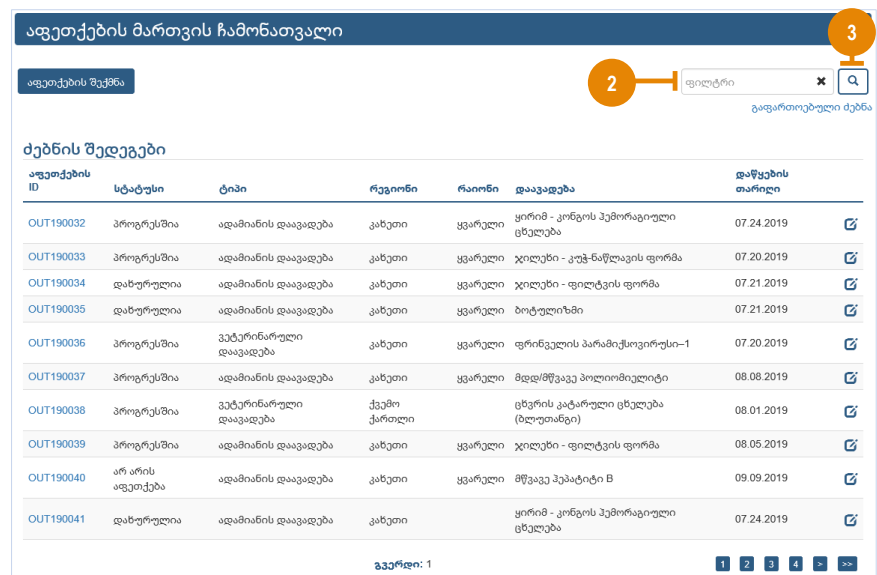 აფეთქების მართვის ჩამონათვალი
3
აფეთქების შექმნა
2
ფილტრი
გაფართოებული ძებნა
ძებნის შედეგები
აფეთქების ID სტატუსი ტიპი რეგიონი რაიონი დაავადება დაწყების თარიღი
OUT190032 პროგრესშია ადამიანის დაავადება კახეთი ყვარელი ყირიმ - კონგოს ჰემორაგიული ცხელება 07.24.2019
OUT190033 პროგრესშია ადამიანის დაავადება კახეთი ყვარელი ჯილეხი - კუჭ-ნაწლავის ფორმა 07.20.2019
OUT190034 დახურულია ადამიანის დაავადება კახეთი ყვარელი ჯილეხი - ფილტვის ფორმა 07.21.2019
OUT190035 დახურულია ადამიანის დაავადება კახეთი ყვარელი ბოტულიზმი 07.21.2019
OUT190036 პროგრესშია ვეტერინარული დაავადება კახეთი ყვარელი ფრინველის პარამიქსოვირუსი–1 07.20.2019
OUT190037 პროგრესშია ადამიანის დაავადება კახეთი ყვარელი მდდ/მწვავე პოლიომიელიტი 08.08.2019
OUT190038 პროგრესშია ვეტერინარული დაავადება ქვემო ქართლი ცხვრის კატარული ცხელება (ბლუთანგი) 08.01.2019
OUT190039 პროგრესშია ადამიანის დაავადება კახეთი ყვარელი ჯილეხი - ფილტვის ფორმა 08.05.2019
OUT190040 არ არის აფეთქება ადამიანის დაავადება კახეთი ყვარელი მწვავე ჰეპატიტი B 09.09.2019
OUT190041 დახურულია ადამიანის დაავადება კახეთი ყირიმ - კონგოს ჰემორაგიული ცხელება 07.24.2019
გვერდი: 1 1 2 3 4 > >>